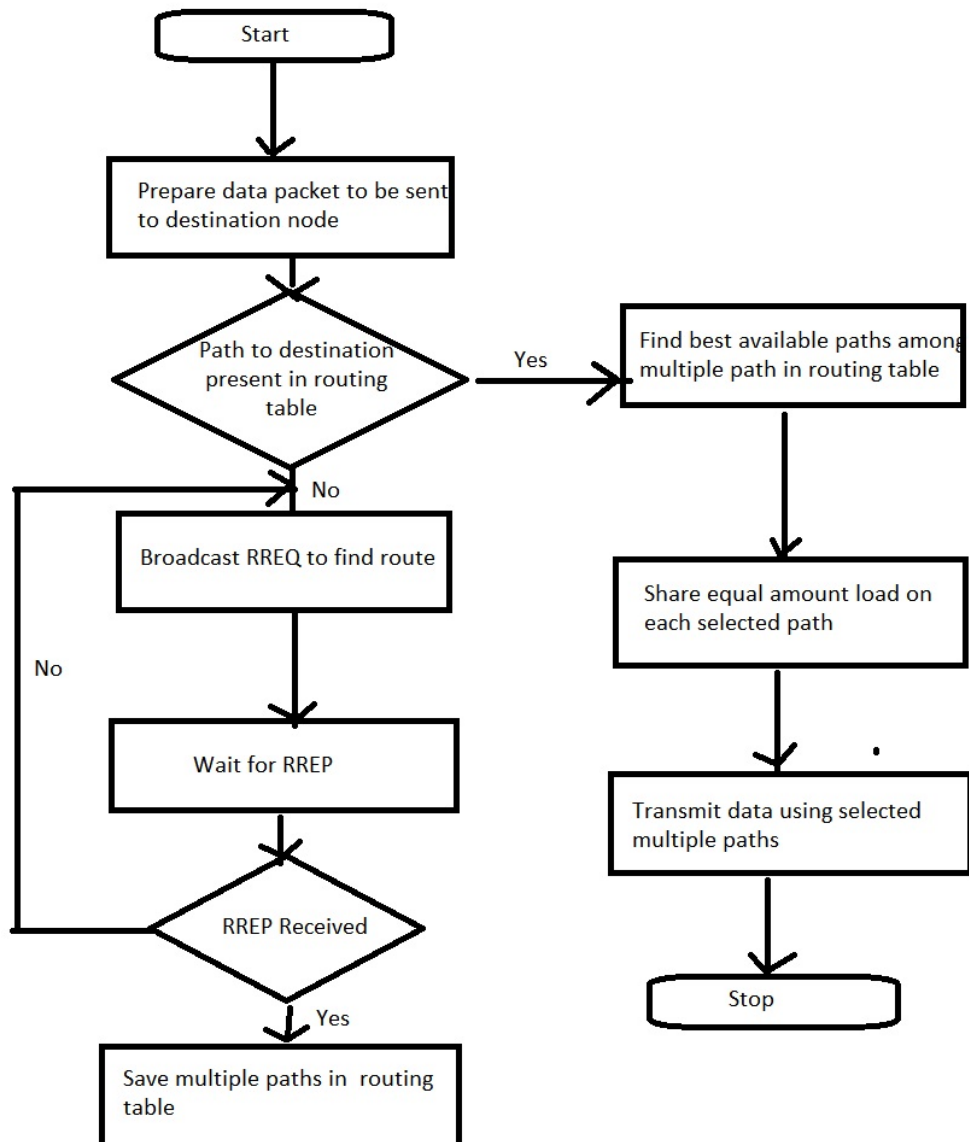 Start
Prepare data packet to be sent
to destination node
Path to destination
present in routing
table
Yes
Find best available paths among
multiple path in routing table
No
Broadcast RREQ to find route
Share equal amount load on
each selected path
No
Wait for RREP
Transmit data using selected
multiple paths
RREP Received
Stop
Yes
Save multiple paths in routing
table